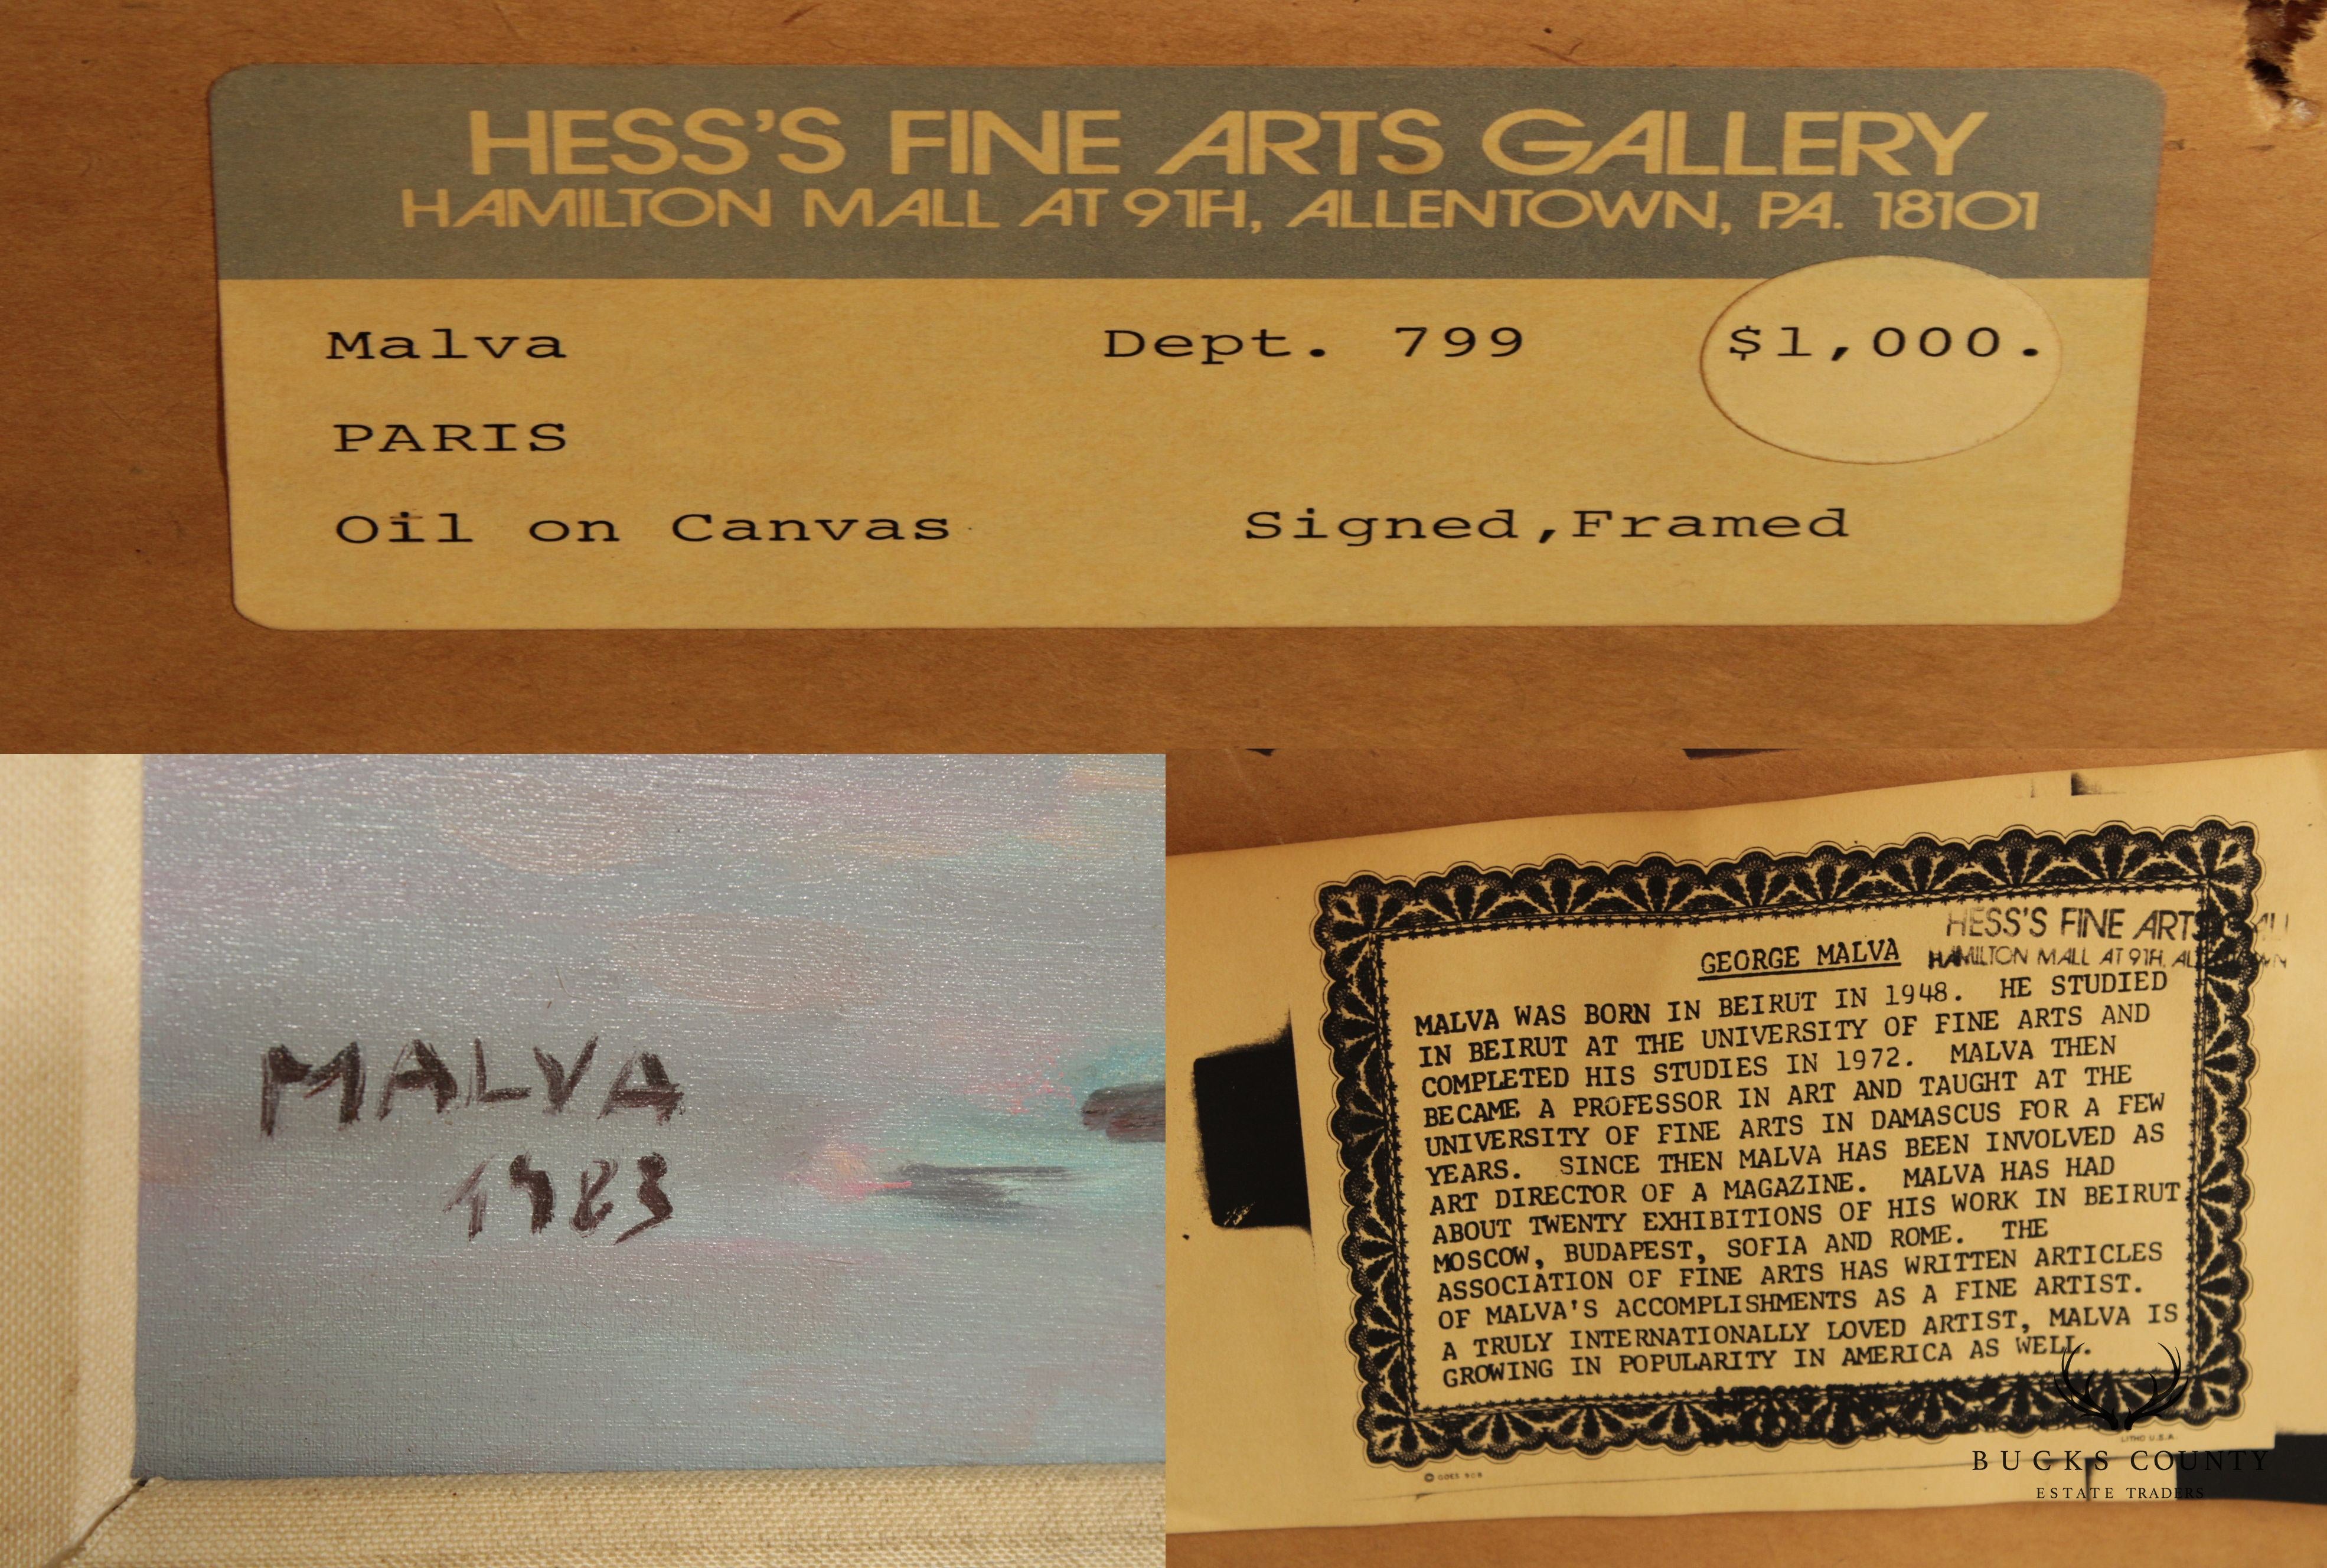 HESS'S FINE ARTS GALLERY
HAMILTON MALL AT 9TH, ALLENTOWN, PA. 18101
Malva Dept. 799 $1,000.
PARIS
Oil on Canvas Signed,Framed
MALVA
1983
HESS'S FINE ARTS
GEORGE MALVA HAMILTON MALL AT 9TH,
MALVA WAS BORN IN BEIRUT IN 1948. HE STUDIED
IN BEIRUT AT THE UNIVERSITY OF FINE ARTS AND
COMPLETED HIS STUDIES IN 1972. MALVA THEN
BECAME A PROFESSOR IN ART AND TAUGHT AT THE
UNIVERSITY OF FINE ARTS IN DAMASCUS FOR A FEW
YEARS. SINCE THEN MALVA HAS BEEN INVOLVED AS
ART DIRECTOR OF A MAGAZINE. MALVA HAS HAD
ABOUT TWENTY EXHIBITIONS OF HIS WORK IN BEIRUT,
MOSCOW, BUDAPEST, SOFIA AND ROME. THE
ASSOCIATION OF FINE ARTS HAS WRITTEN ARTICLES
OF MALVA'S ACCOMPLISHMENTS AS A FINE ARTIST.
A TRULY INTERNATIONALLY LOVED ARTIST, MALVA IS
GROWING IN POPULARITY IN AMERICA AS WELL.
LITHO U.S.A.
© GOES
BUCKS COUNTY
ESTATE TRADERS